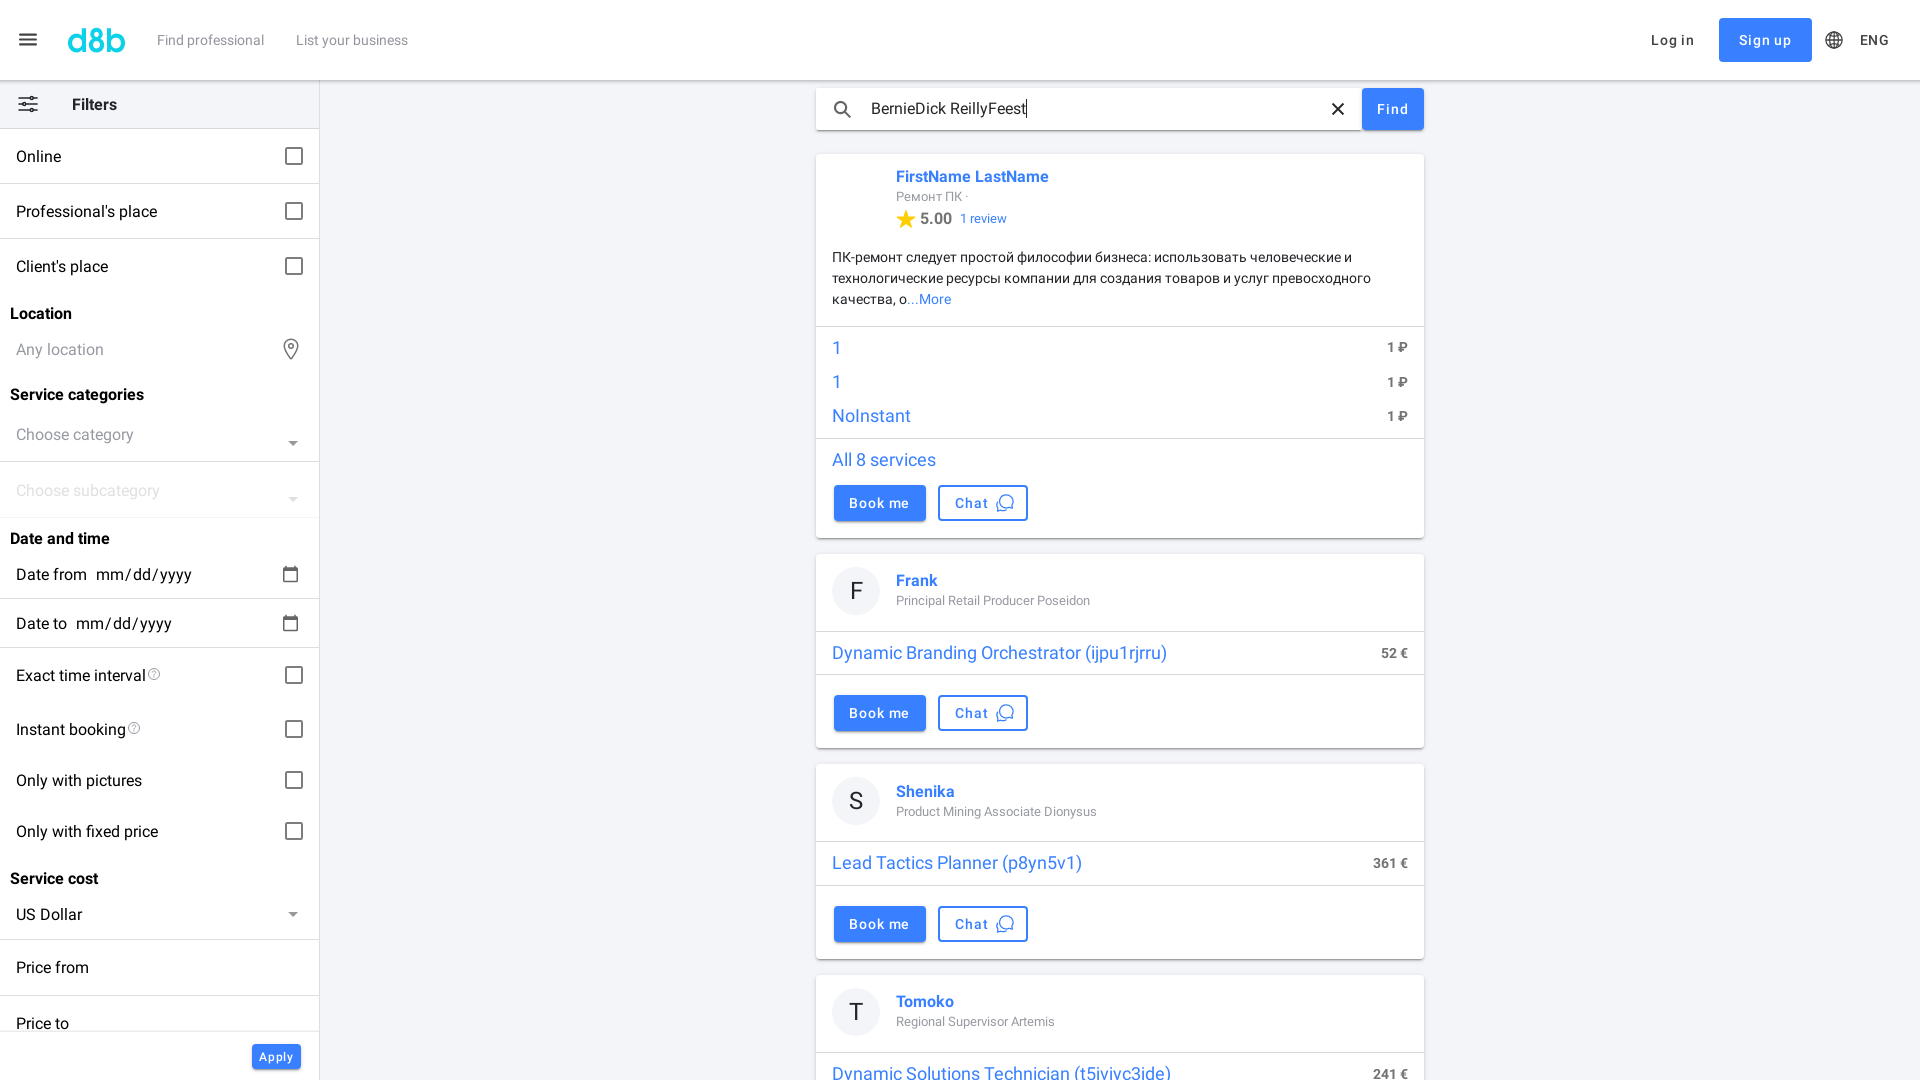 d8b
Find professional
List your business
Log in
Sign up
ENG
Filters
Online
Professional's place
Client's place
Location
Any location
Service categories
Choose category
Choose subcategory
Date and time
Date from mm/dd/yyyy
Date to mm/dd/yyyy
Exact time interval
Instant booking
Only with pictures
Only with fixed price
Service cost
US Dollar
Price from
Price to
Apply
BernieDick ReillyFeest
Find
FirstName LastName
Ремонт ПК ·
5.00 1 review
ПК-ремонт следует простой философии бизнеса: использовать человеческие и
технологические ресурсы компании для создания товаров и услуг превосходного
качества, о...More
1 1 ₽
1 1 ₽
NoInstant 1 ₽
All 8 services
Book me Chat
F
Frank
Principal Retail Producer Poseidon
Dynamic Branding Orchestrator (ijpu1rjrru) 52 €
Book me Chat
S
Shenika
Product Mining Associate Dionysus
Lead Tactics Planner (p8yn5v1) 361 €
Book me Chat
T
Tomoko
Regional Supervisor Artemis
Dynamic Solutions Technician (t5iyiyc3ide) 241 €